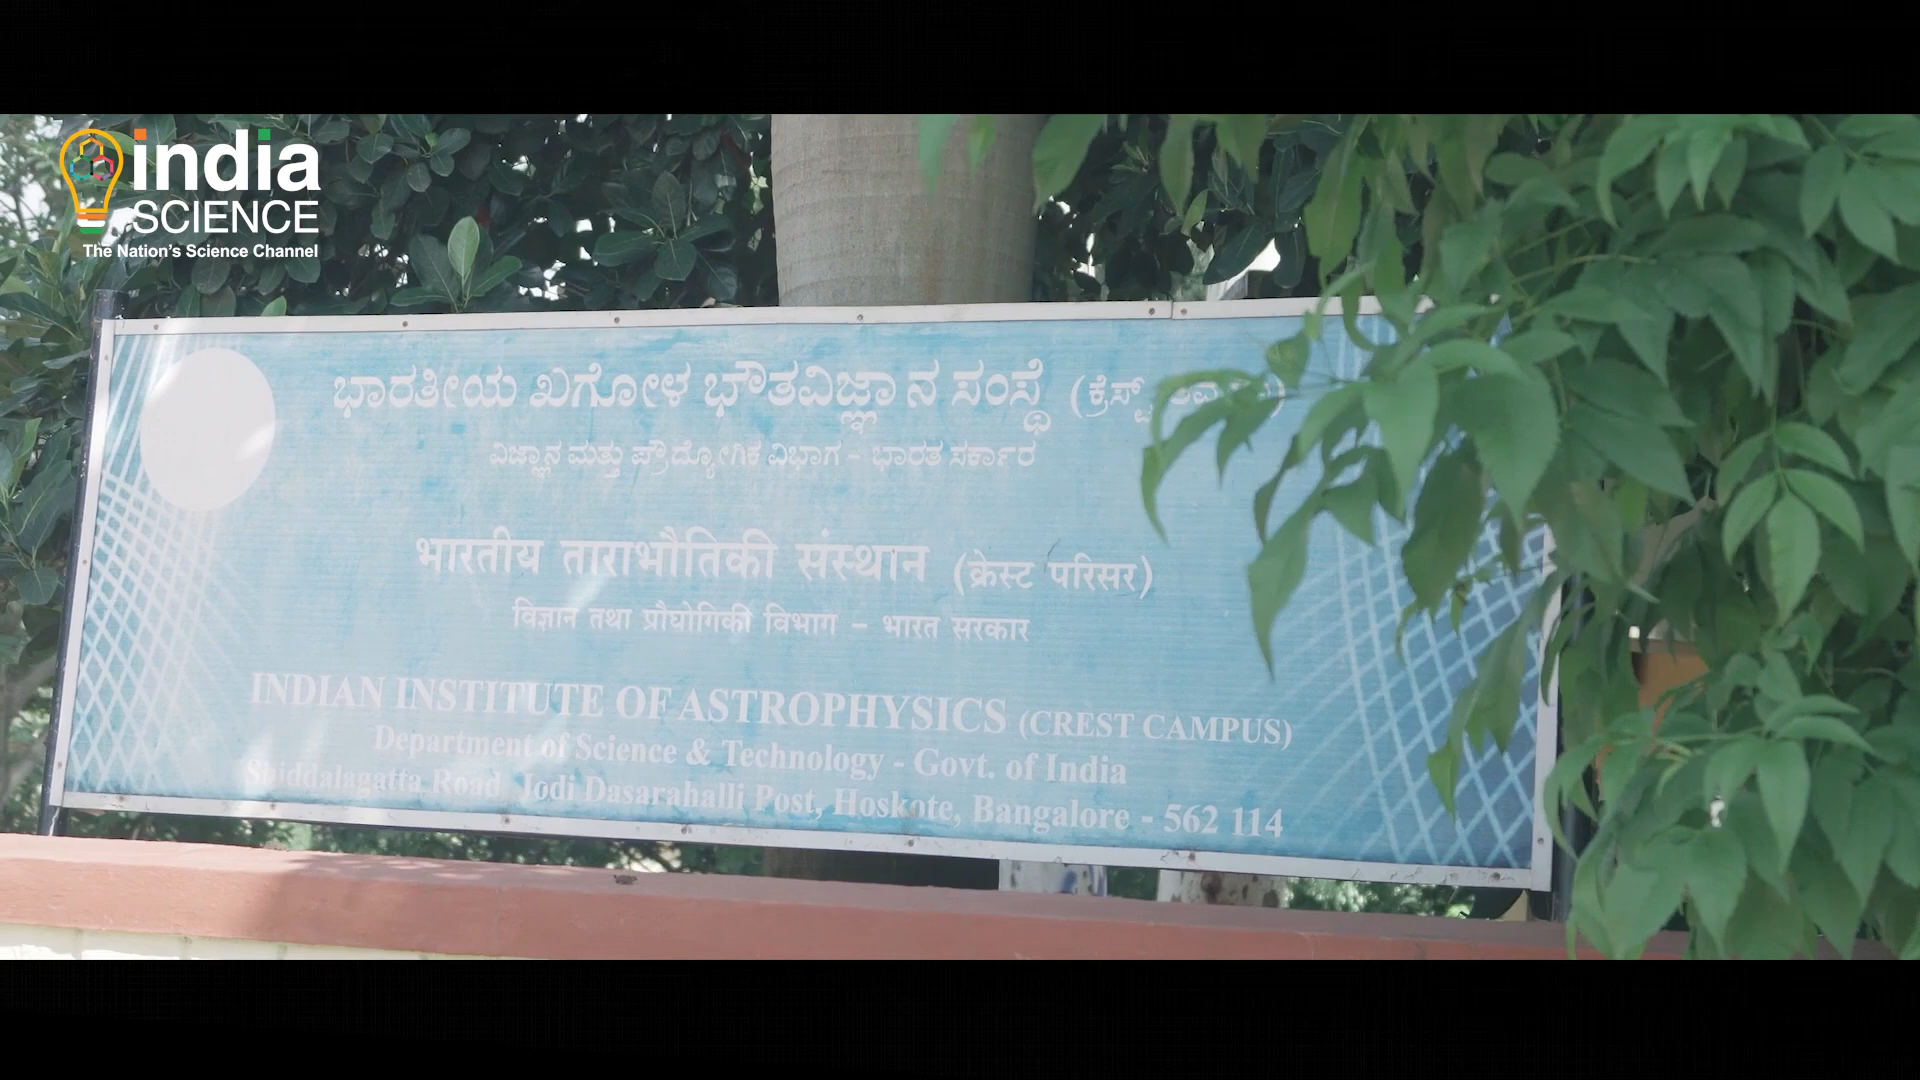 india
SCIENCE
The Nation's Science Channel
ಭಾರತೀಯ ಖಗೋಳ ಭೌತವಿಜ್ಞಾನ ಸಂಸ್ಥೆ (ಕ್ರೆಸ್ಟ್
ವಿಜ್ಞಾನ ಮತ್ತು ಪ್ರೌದ್ಯೋಗಿಕ ವಿಭಾಗ – ಭಾರತ ಸರ್ಕಾರ
भारतीय ताराभौतिकी संस्थान (क्रेस्ट परिसर)
विज्ञान तथा प्रौघोगिकी विभाग – भारत सरकार
INDIAN INSTITUTE OF ASTROPHYSICS (CREST CAMPUS)
Department of Science & Technology - Govt. of India
Shiddalagatta Road Jodi Dasarahalli Post, Hoskote, Bangalore - 562 114